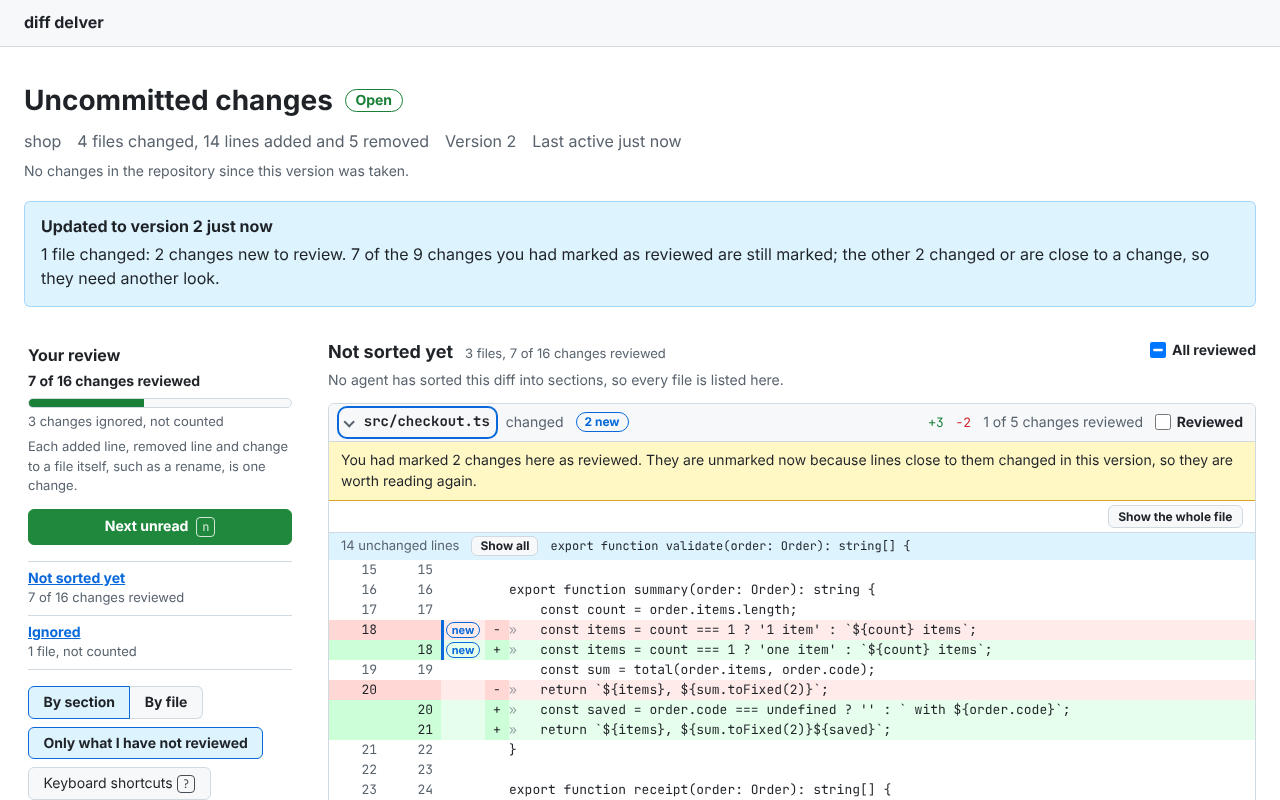 diff delver
Uncommitted changes Open
shop 4 files changed, 14 lines added and 5 removed Version 2 Last active just now
No changes in the repository since this version was taken.
Updated to version 2 just now
1 file changed: 2 changes new to review. 7 of the 9 changes you had marked as reviewed are still marked; the other 2 changed or are close to a change, so
they need another look.
Your review
7 of 16 changes reviewed
3 changes ignored, not counted
Each added line, removed line and change
to a file itself, such as a rename, is one
change.
Next unread n
Not sorted yet
7 of 16 changes reviewed
Ignored
1 file, not counted
By section By file
Only what I have not reviewed
Keyboard shortcuts ?
Not sorted yet 3 files, 7 of 16 changes reviewed All reviewed
No agent has sorted this diff into sections, so every file is listed here.
src/checkout.ts changed 2 new +3 -2 1 of 5 changes reviewed Reviewed
You had marked 2 changes here as reviewed. They are unmarked now because lines close to them changed in this version, so they are
worth reading again.
Show the whole file
14 unchanged lines Show all export function validate(order: Order): string[] {
15 15
16 16 export function summary(order: Order): string {
17 17 const count = order.items.length;
18 new - » const items = count === 1 ? '1 item' : `${count} items`;
18 new + » const items = count === 1 ? 'one item' : `${count} items`;
19 19 const sum = total(order.items, order.code);
20 - » return `${items}, ${sum.toFixed(2)}`;
20 + » const saved = order.code === undefined ? '' : ` with ${order.code}`;
21 + » return `${items}, ${sum.toFixed(2)}${saved}`;
21 22 }
22 23
23 24 export function receipt(order: Order): string[] {